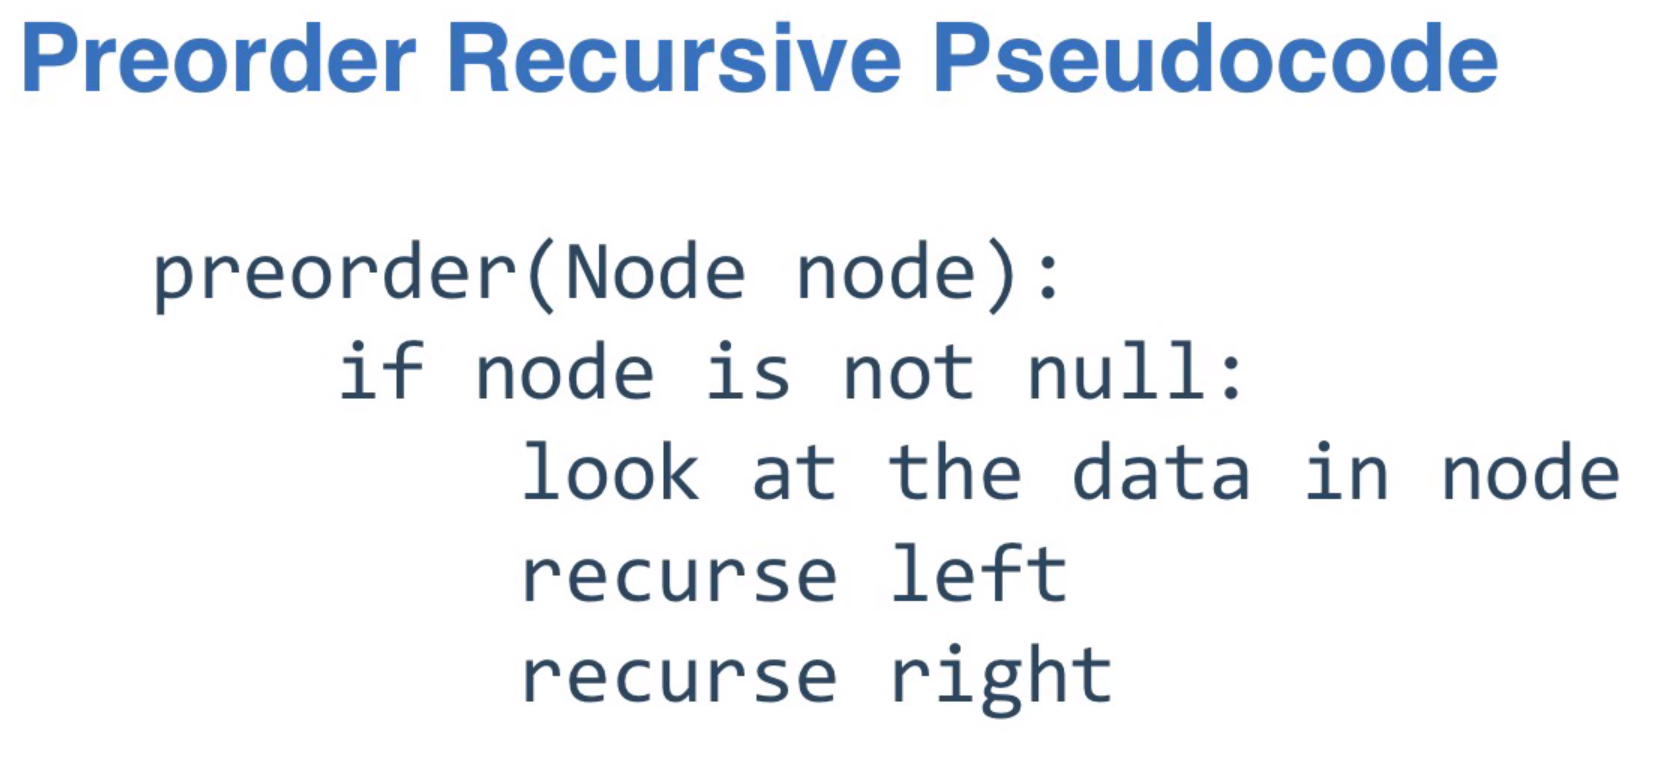 Preorder Recursive Pseudocode
preorder(Node node):
if node is not null:
look at the data in node
recurse left
recurse right